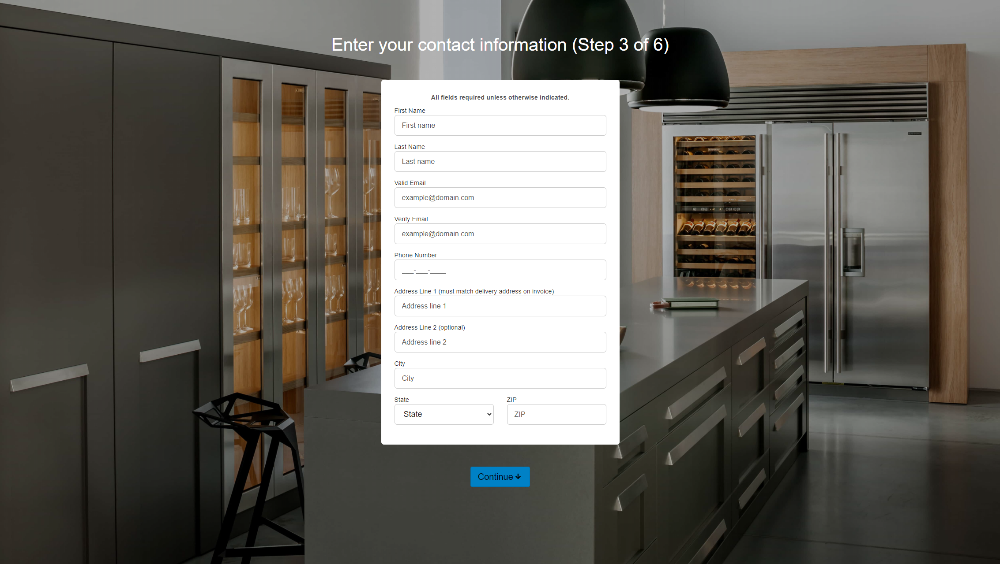 Enter your contact information (Step 3 of 6)
All fields required unless otherwise indicated.
First Name
First name
Last Name
Last name
Valid Email
example@domain.com
Verify Email
example@domain.com
Phone Number
___-___-____
Address Line 1 (must match delivery address on invoice)
Address line 1
Address Line 2 (optional)
Address line 2
City
City
State
State
ZIP
ZIP
Continue